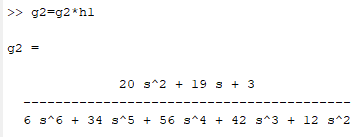 >> g2=g2*h1
g2 =
20 s^2 + 19 s + 3
-------------------------------------------
6 s^6 + 34 s^5 + 56 s^4 + 42 s^3 + 12 s^2